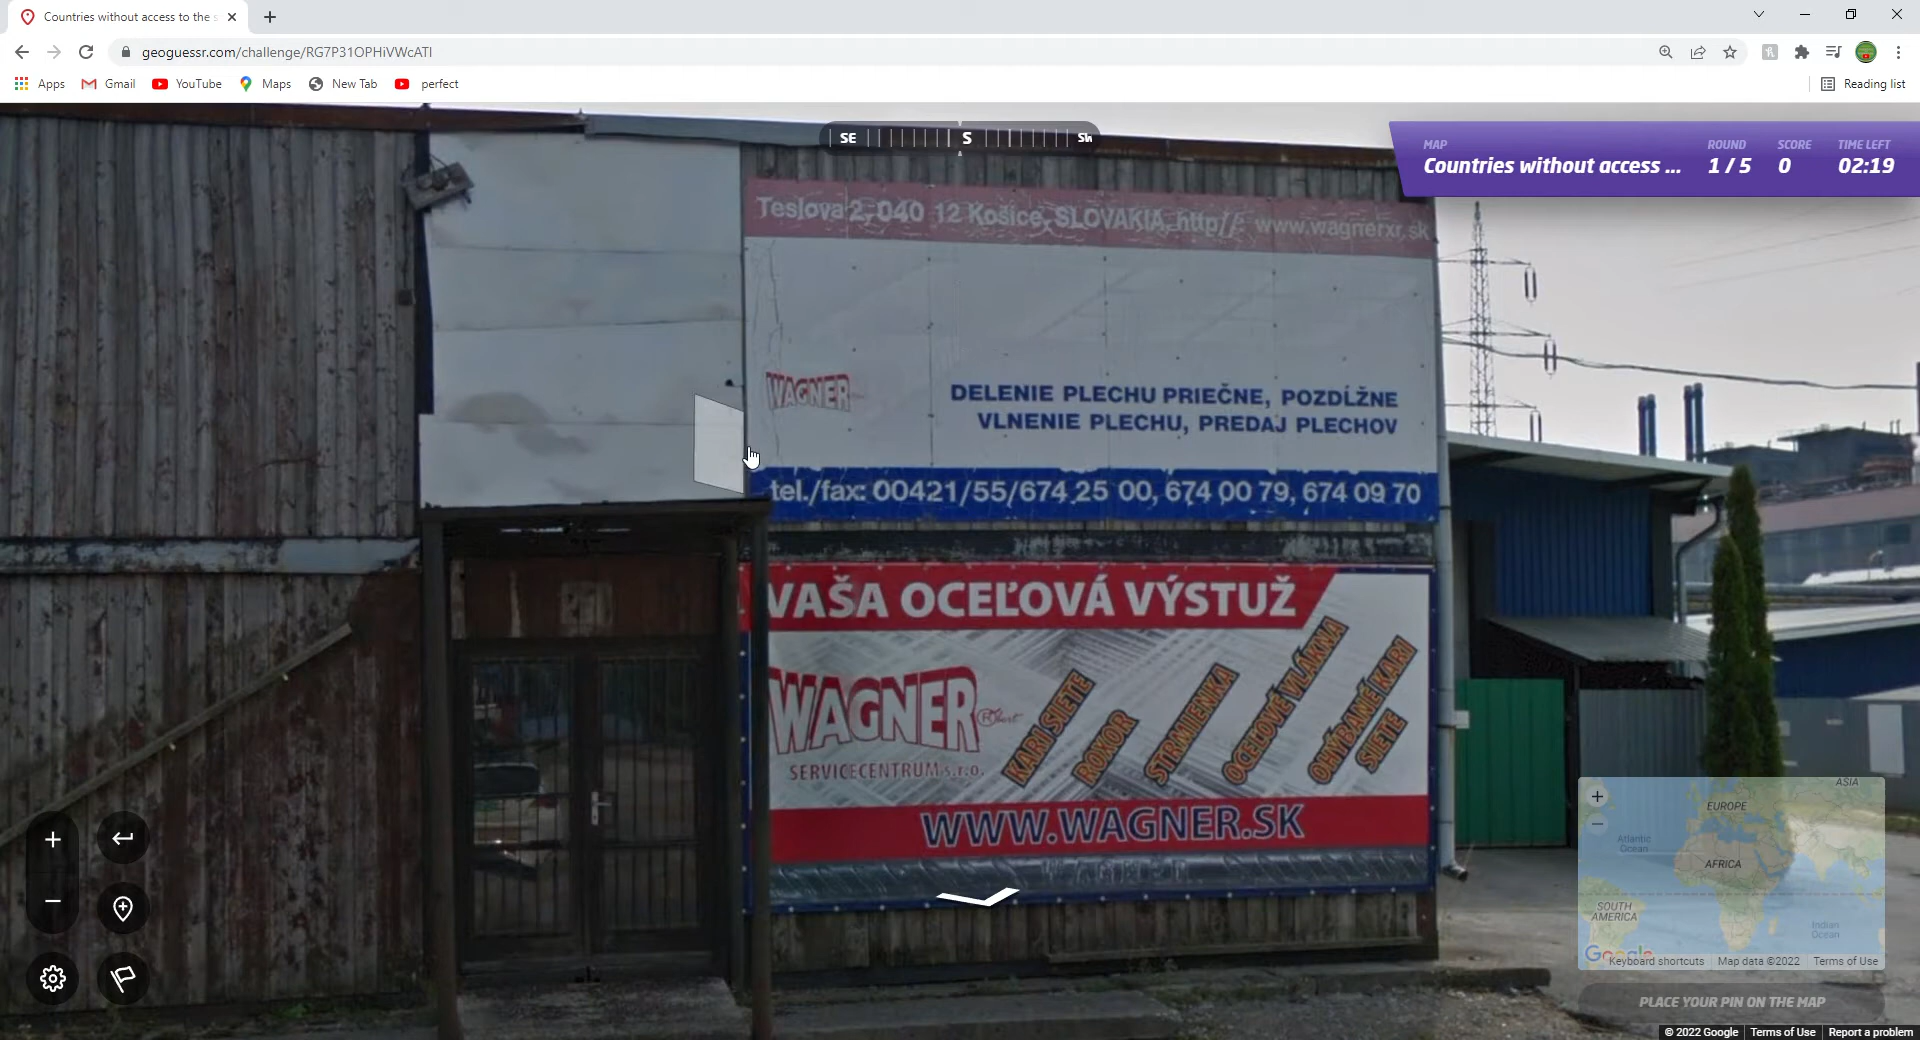 Countries without access to the s
geoguessr.com/challenge/RG7P31OPHiVWcATI
Apps
Gmail
YouTube
Maps
New Tab
perfect
Reading list
SE
S
SW
MAP
ROUND
SCORE
TIME LEFT
Countries without access ...
1 / 5
0
02:19
Teslova 2, 040 12 Košice, SLOVAKIA, http//: www.wagnerxr.sk
WAGNER
DELENIE PLECHU PRIEČNE, POZDĹŽNE
VLNENIE PLECHU, PREDAJ PLECHOV
tel./fax: 00421/55/674 25 00, 674 00 79, 674 09 70
VAŠA OCEĽOVÁ VÝSTUŽ
WAGNER
Robert
SERVICECENTRUM s.r.o.
KARI SIETE
ROXOR
STRMIENKA
OCEĽOVÉ VLÁKNA
OHÝBANÉ KARI
SIETE
WWW.WAGNER.SK
ASIA
EUROPE
Atlantic
Ocean
AFRICA
SOUTH
AMERICA
Indian
Ocean
Google
Keyboard shortcuts
Map data ©2022
Terms of Use
PLACE YOUR PIN ON THE MAP
© 2022 Google
Terms of Use
Report a problem